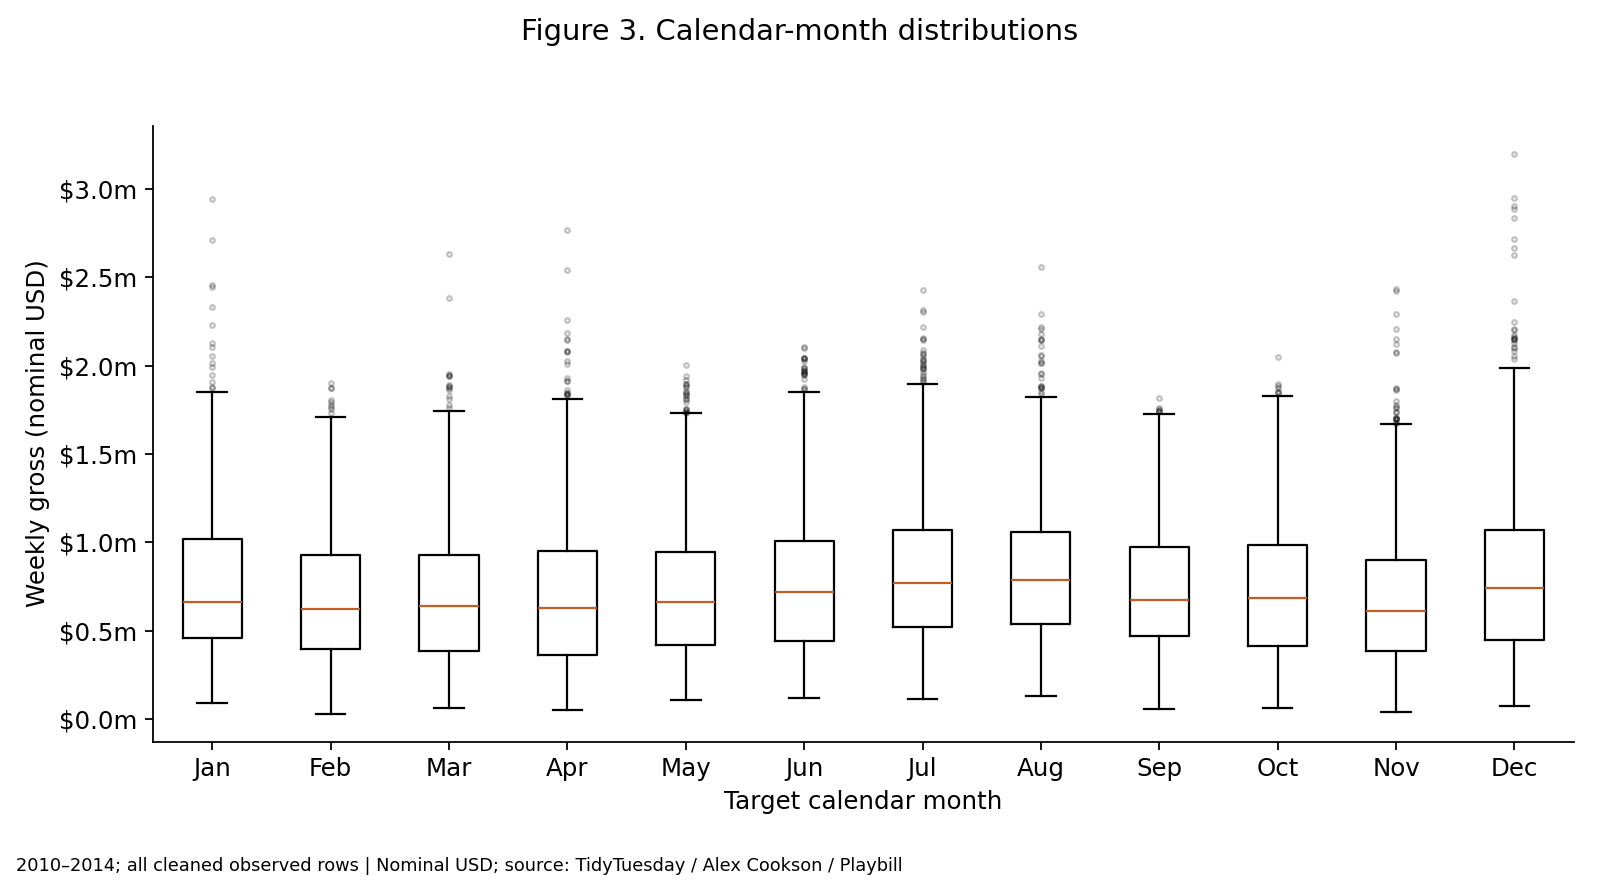 Figure 3. Calendar-month distributions
Weekly gross (nominal USD)
$3.0m
$2.5m
$2.0m
$1.5m
$1.0m
$0.5m
$0.0m
Jan Feb Mar Apr May Jun Jul Aug Sep Oct Nov Dec
Target calendar month
2010–2014; all cleaned observed rows | Nominal USD; source: TidyTuesday / Alex Cookson / Playbill